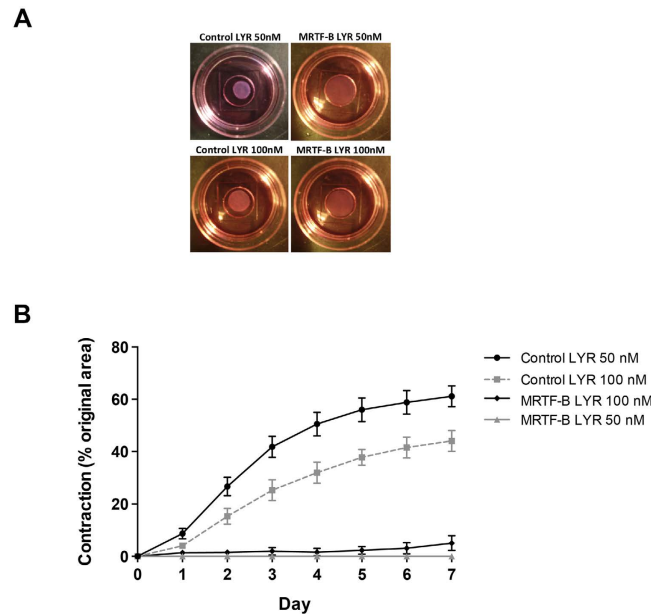 A
Control LYR 50nM MRTF-B LYR 50nM
Control LYR 100nM MRTF-B LYR 100nM
B
Contraction (% original area)
80
60
40
20
0
0 1 2 3 4 5 6 7
Day
Control LYR 50 nM
Control LYR 100 nM
MRTF-B LYR 100 nM
MRTF-B LYR 50 nM